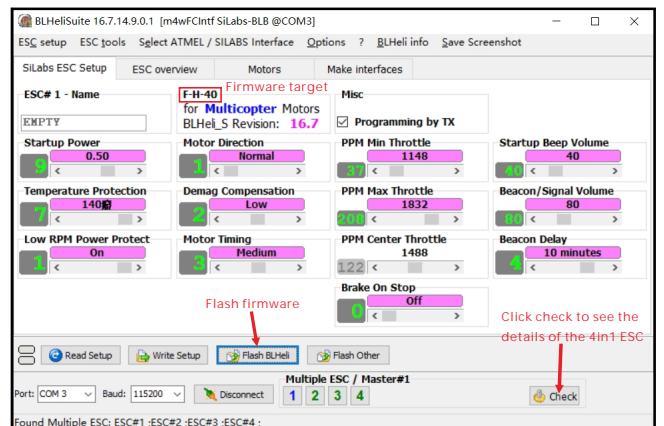 BLHeliSuite 16.7.14.9.0.1 [m4wFCIntf SiLabs-BLB @COM3]
ESC setup ESC tools Select ATMEL / SILABS Interface Options ? BLHeli info Save Screenshot
SiLabs ESC Setup ESC overview Motors Make interfaces
ESC# 1 - Name
EMPTY
F-H-40 Firmware target
for Multicopter Motors
BLHeli_S Revision: 16.7
Misc
Programming by TX
Startup Power
9 0.50
Motor Direction
1 Normal
PPM Min Throttle
37 1148
Startup Beep Volume
40 40
Temperature Protection
7 140癤
Demag Compensation
2 Low
PPM Max Throttle
208 1832
Beacon/Signal Volume
80 80
Low RPM Power Protect
1 On
Motor Timing
3 Medium
PPM Center Throttle
122 1488
Beacon Delay
4 10 minutes
Brake On Stop
0 Off
Flash firmware
Click check to see the
details of the 4in1 ESC
Read Setup Write Setup Flash BLHeli Flash Other
Multiple ESC / Master#1
Port: COM 3 Baud: 115200 Disconnect 1 2 3 4 Check
Found Multiple ESC: ESC#1 ;ESC#2 ;ESC#3 ;ESC#4 ;